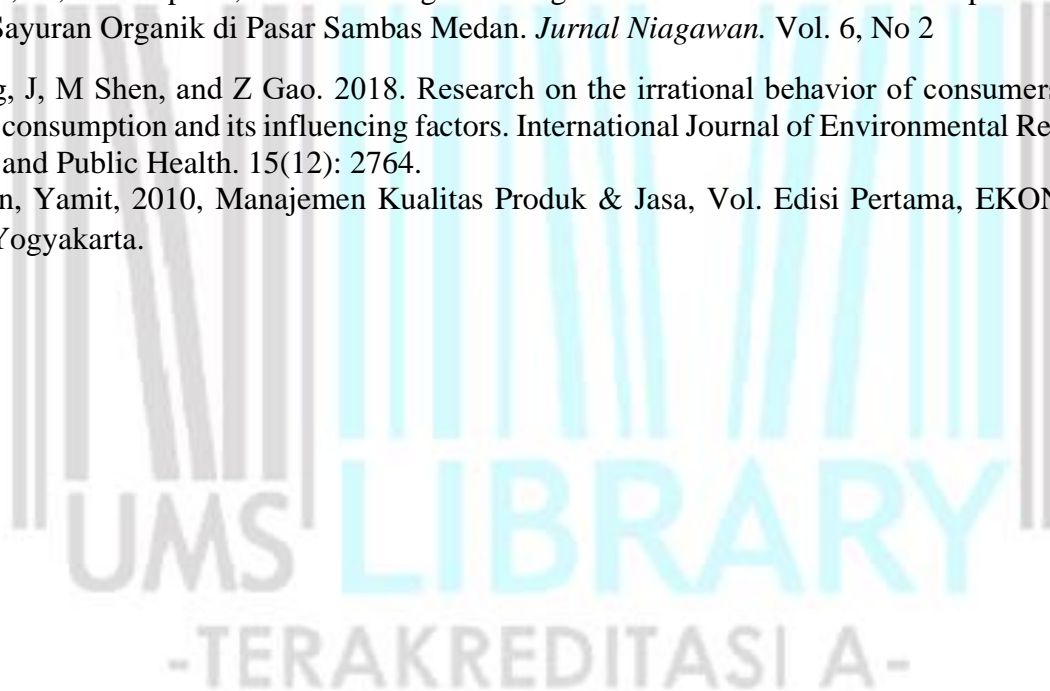 Sayuran Organik di Pasar Sambas Medan. Jurnal Niagawan. Vol. 6, No 2
g, J, M Shen, and Z Gao. 2018. Research on the irrational behavior of consumers
consumption and its influencing factors. International Journal of Environmental Re
and Public Health. 15(12): 2764.
n, Yamit, 2010, Manajemen Kualitas Produk & Jasa, Vol. Edisi Pertama, EKON
Yogyakarta.
UMS LIBRARY
-TERAKREDITASI A-